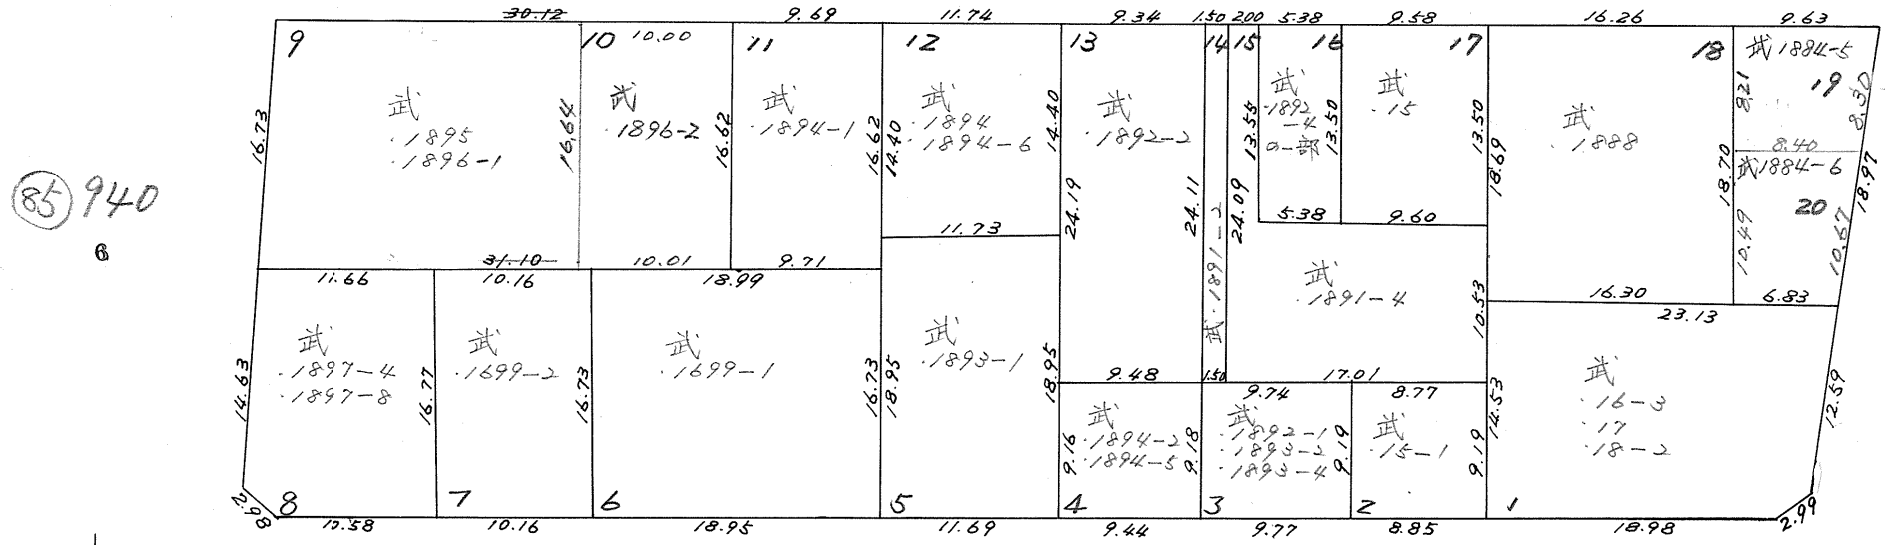 30.12 9.69 11.74 9.34 1.50 2.00 5.38 9.58 16.26 9.63
9 10 10.00 11 12 13 14 15 16 17 18
武 1884-5
19
8.30
8.21
武
・1895
・1896-1
武
・1896-2
武
・1894-1
武
・1894
・1894-6
武
・1892-2
武
・1892
-4
の一部
武
・15
武
・1888
16.73 16.64 16.62 16.62 14.40 14.40 24.19 24.11 24.09 13.55 13.50 13.50 18.69 18.70
8.40
武1884-6
20
18.97
10.49 10.67
85 940
6
11.73 5.38 9.60
31.10 10.01 9.71
11.66 10.16 18.99
武・1891-2
武
・1891-4
10.53
16.30 6.83
23.13
武
・1897-4
・1897-8
武
・1699-2
武
・1699-1
武
・1893-1
14.63 16.77 16.73 16.73 18.95 18.95
9.48 1.50 17.01
9.74 8.77
武
・1894-2
・1894-5
武
・1892-1
・1893-2
・1893-4
武
・15-1
武
・16-3
・17
・18-2
9.16 9.18 9.19 9.19 14.53 12.59
8 7 6 5 4 3 2 1
2.98 10.16 18.95 11.69 9.44 9.77 8.85 18.98 2.99